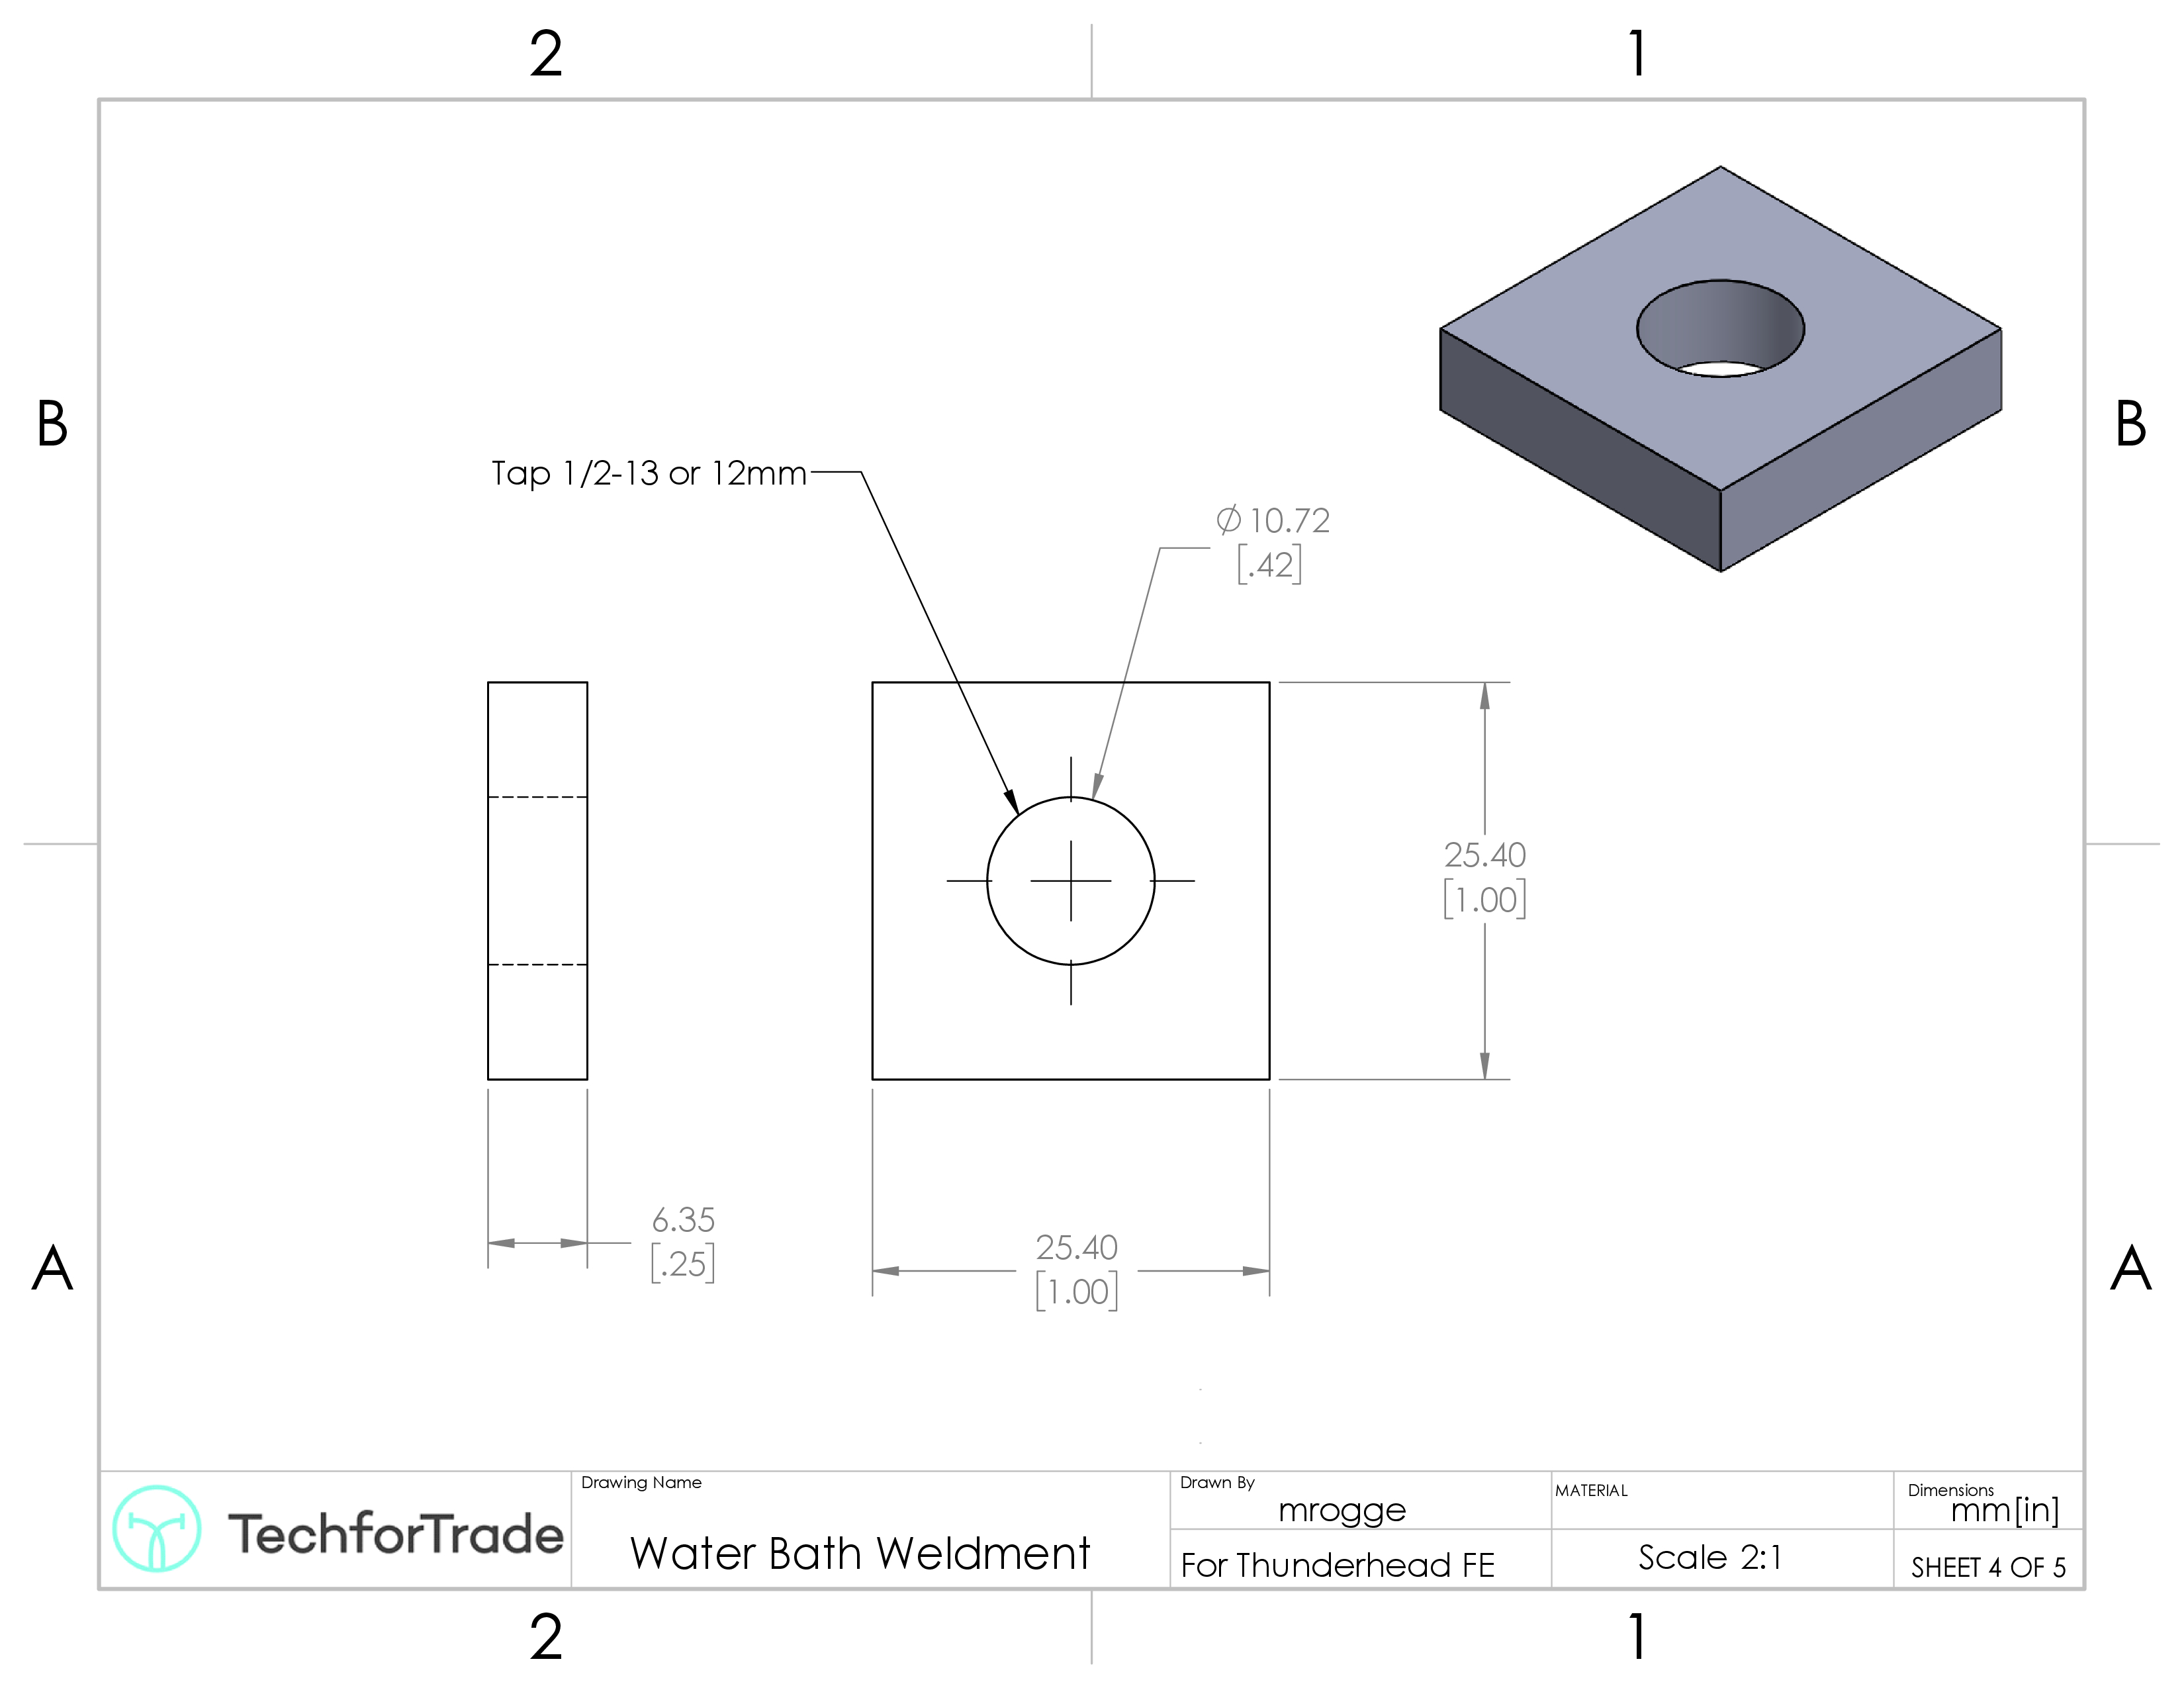 2
1
B
B
Tap 1/2-13 or 12mm
⌀10.72
[.42]
25.40
[1.00]
6.35
[.25]
25.40
[1.00]
A
A
TechforTrade
Drawing Name
Water Bath Weldment
Drawn By
mrogge
For Thunderhead FE
MATERIAL
Scale 2:1
Dimensions
mm[in]
SHEET 4 OF 5
2
1